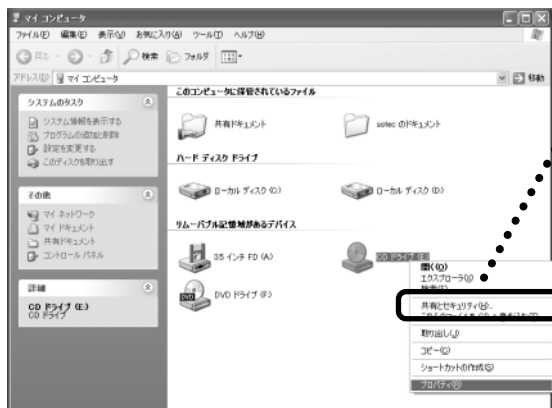 マイ コンピュータ
ファイル(F) 編集(E) 表示(V) お気に入り(A) ツール(T) ヘルプ(H)
戻る 検索 フォルダ
アドレス(D) マイ コンピュータ 移動
システムのタスク
システム情報を表示する
プログラムの追加と削除
設定を変更する
このディスクを取り出す
その他
マイ ネットワーク
マイ ドキュメント
共有ドキュメント
コントロール パネル
詳細
CD ドライブ (E:)
CD ドライブ
このコンピュータに保管されているファイル
共有ドキュメント
sotec のドキュメント
ハード ディスク ドライブ
ローカル ディスク (C:)
ローカル ディスク (D:)
リムーバブル記憶域があるデバイス
3.5 インチ FD (A:)
CD ドライブ (E:)
DVD ドライブ (F:)
開く(O)
エクスプローラ(X)
検索(E)...
共有とセキュリティ(H)...
取り出し(J)
コピー(C)
ショートカットの作成(S)
プロパティ(R)